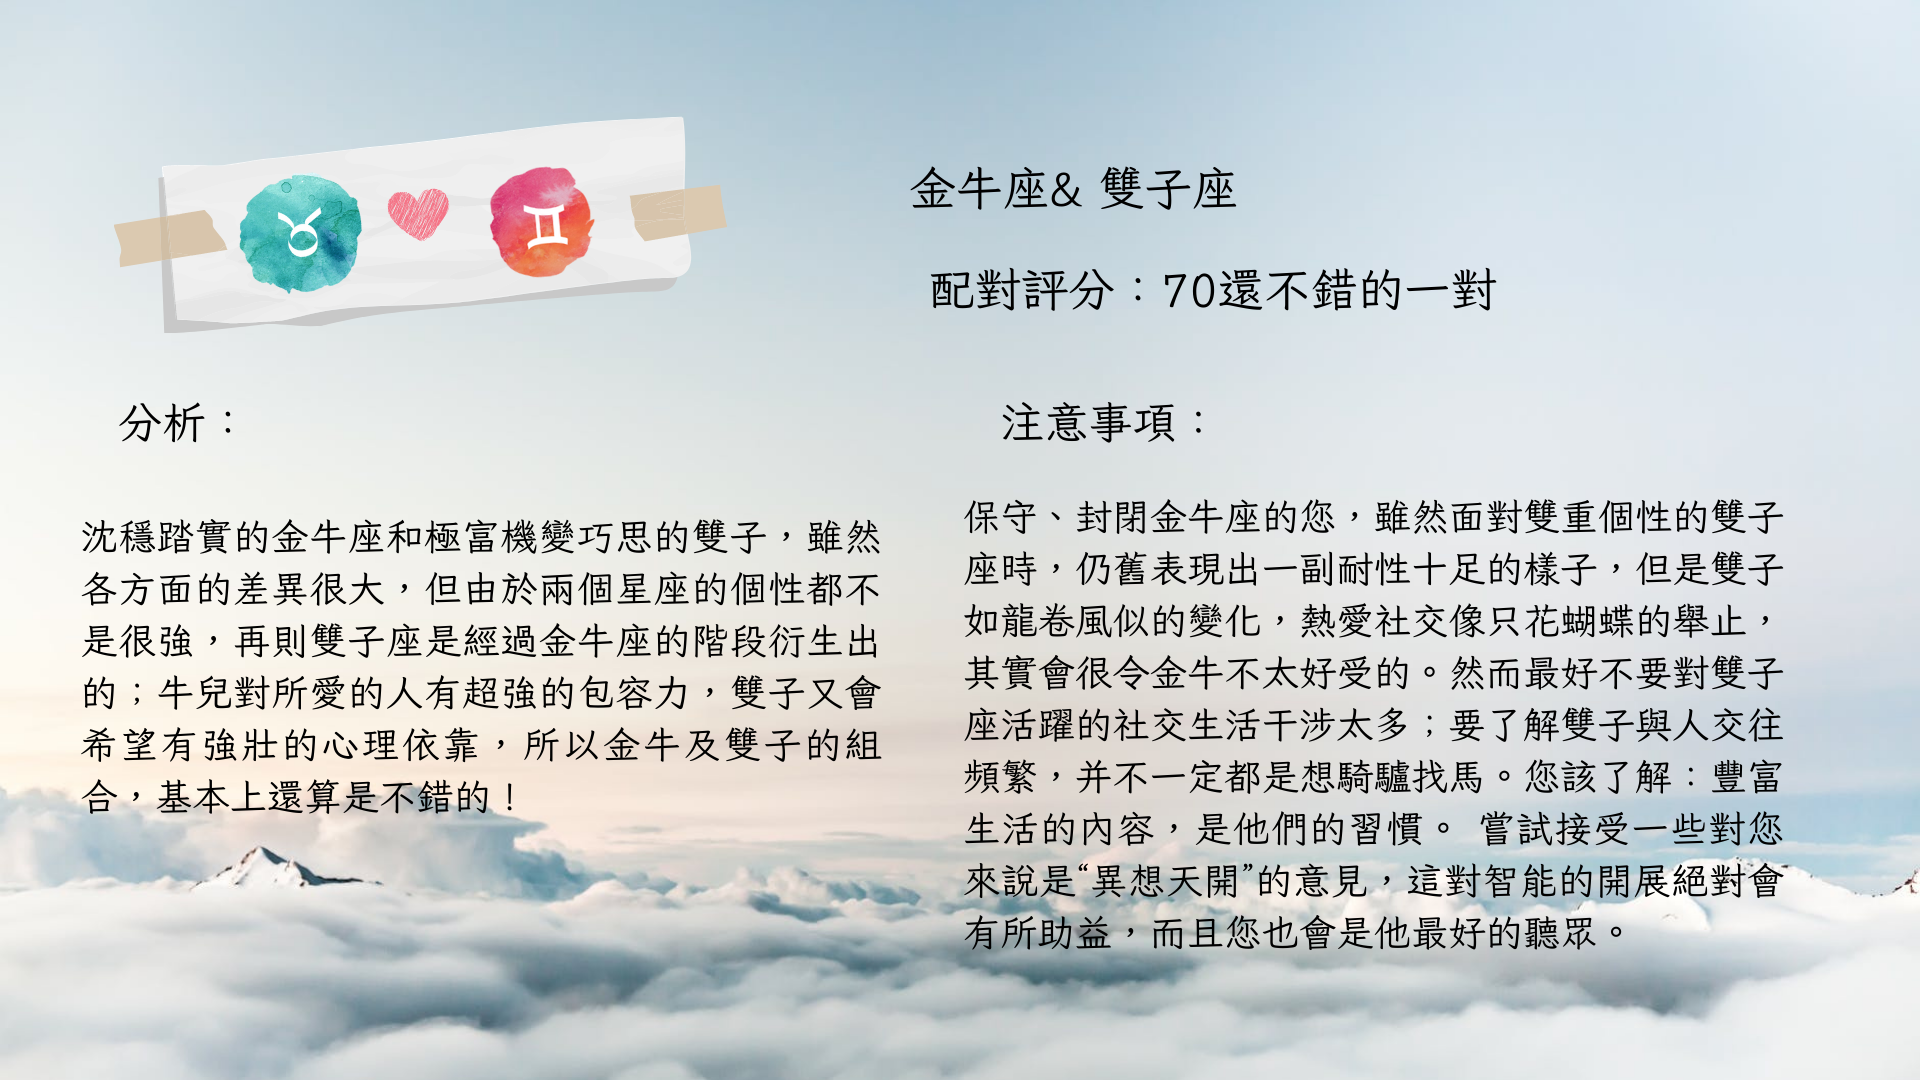 金牛座& 雙子座
配對評分：70還不錯的一對
分析：
沈穩踏實的金牛座和極富機變巧思的雙子，雖然
各方面的差異很大，但由於兩個星座的個性都不
是很強，再則雙子座是經過金牛座的階段衍生出
的；牛兒對所愛的人有超強的包容力，雙子又會
希望有強壯的心理依靠，所以金牛及雙子的組
合，基本上還算是不錯的！
注意事項：
保守、封閉金牛座的您，雖然面對雙重個性的雙子
座時，仍舊表現出一副耐性十足的樣子，但是雙子
如龍卷風似的變化，熱愛社交像只花蝴蝶的舉止，
其實會很令金牛不太好受的。然而最好不要對雙子
座活躍的社交生活干涉太多；要了解雙子與人交往
頻繁，并不一定都是想騎驢找馬。您該了解：豐富
生活的內容，是他們的習慣。 嘗試接受一些對您
來說是“異想天開”的意見，這對智能的開展絕對會
有所助益，而且您也會是他最好的聽眾。